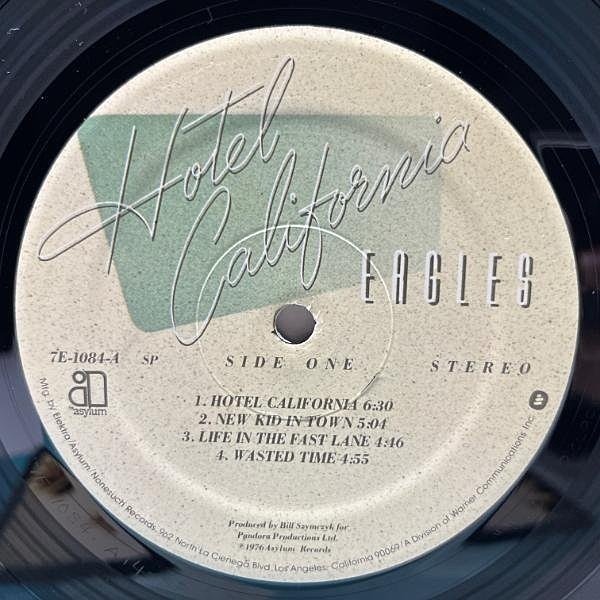 Hotel
California
EAGLES
7E-1084-A SP SIDE ONE STEREO
asylum
1. HOTEL CALIFORNIA 6:30
2. NEW KID IN TOWN 5:04
3. LIFE IN THE FAST LANE 4:46
4. WASTED TIME 4:55
Produced by Bill Szymczyk for
Pandora Productions Ltd.
℗1976 Asylum Records
Mfg. by Elektra/Asylum/Nonesuch Records, 962 North La Cienega Blvd., Los Angeles, California 90069/A Division of Warner Communications Inc.